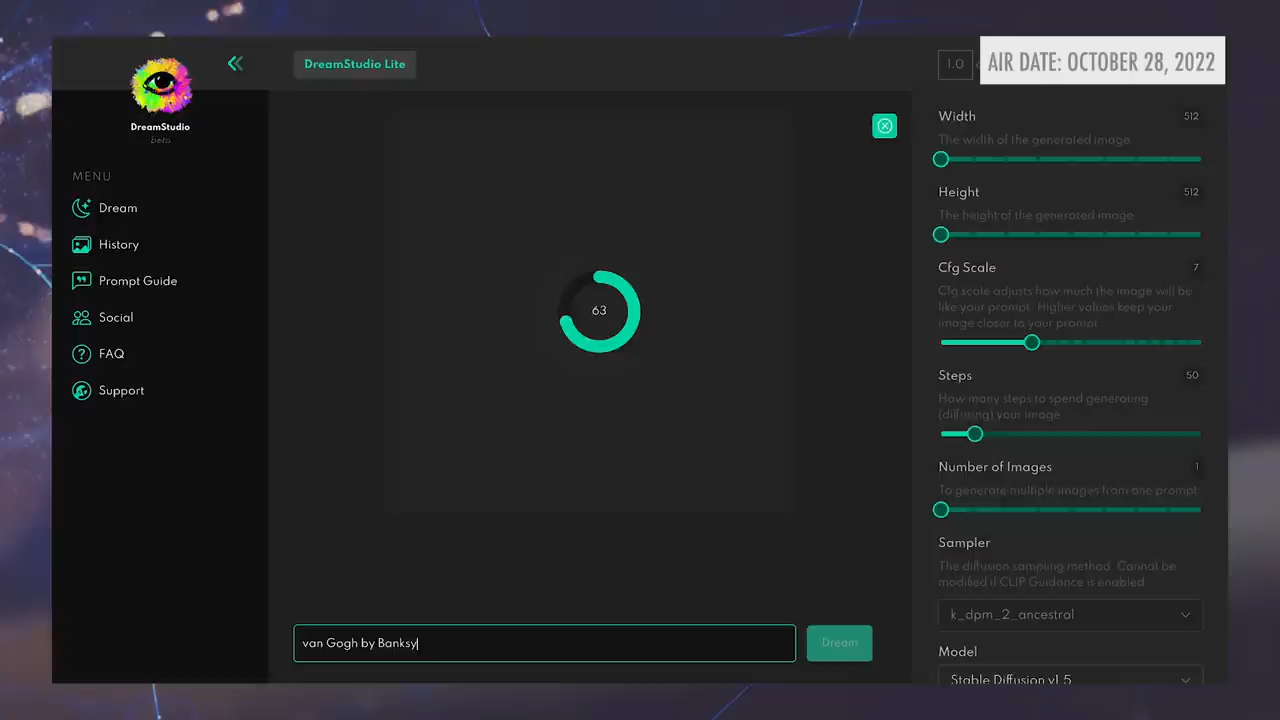 DreamStudio
beta
MENU
Dream
History
Prompt Guide
Social
FAQ
Support
DreamStudio Lite
63
van Gogh by Banksy
Dream
1.0
AIR DATE: OCTOBER 28, 2022
Width
512
The width of the generated image
Height
512
The height of the generated image
Cfg Scale
7
Cfg scale adjusts how much the image will be
like your prompt. Higher values keep your
image closer to your prompt
Steps
50
How many steps to spend generating
(diffusing) your image
Number of Images
1
To generate multiple images from one prompt
Sampler
The diffusion sampling method. Cannot be
modified if CLIP Guidance is enabled
k_dpm_2_ancestral
Model
Stable Diffusion v1.5